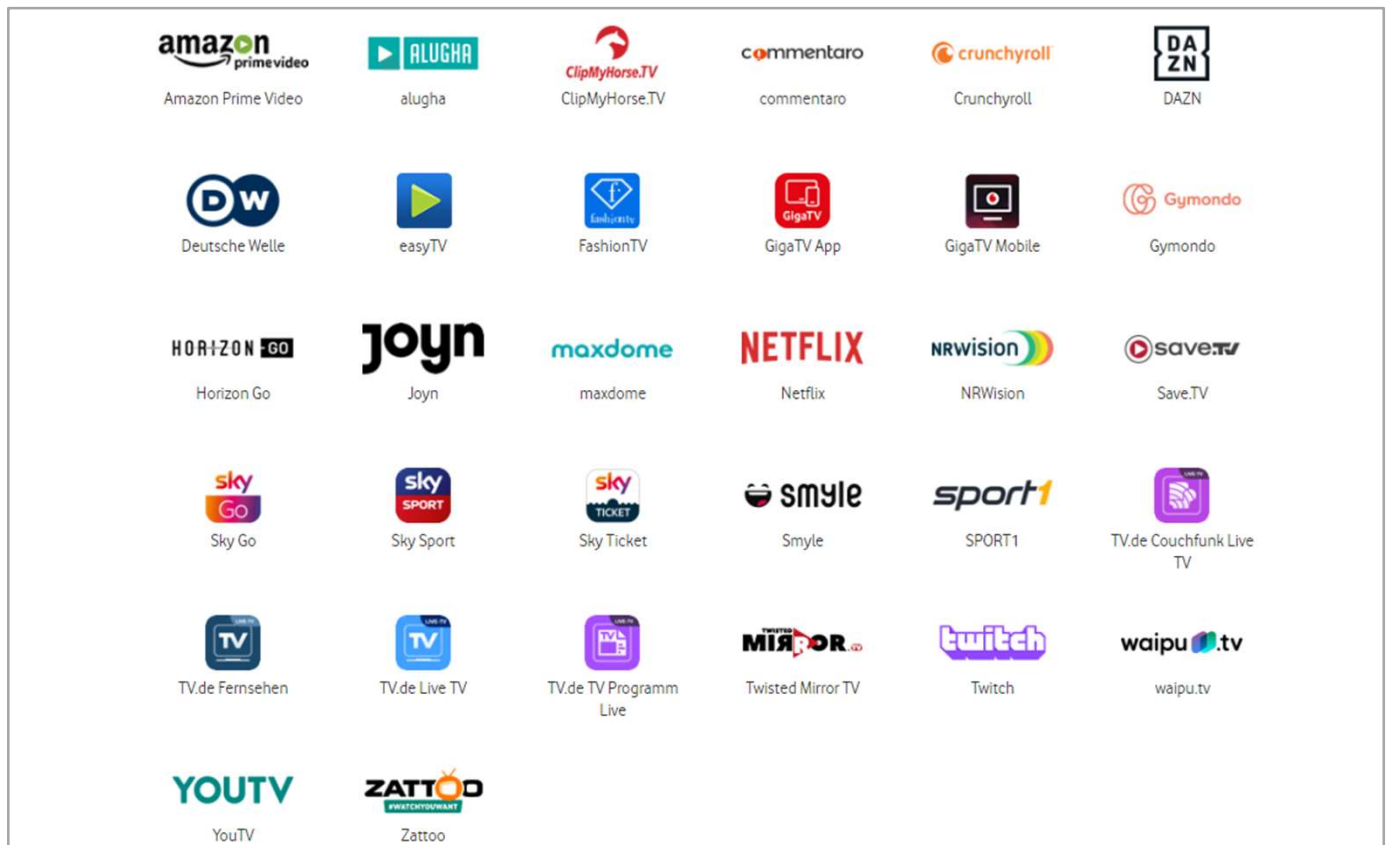 amazon
primevideo
ALUGHA
ClipMyHorse.TV
commentaro
crunchyroll
DA
ZN
Amazon Prime Video
alugha
ClipMyHorse.TV
commentaro
Crunchyroll
DAZN
DW
fashiontv
GigaTV
Gymondo
Deutsche Welle
easyTV
FashionTV
GigaTV App
GigaTV Mobile
Gymondo
HORIZON GO
joyn
maxdome
NETFLIX
NRWision
save.TV
Horizon Go
Joyn
maxdome
Netflix
NRWision
Save.TV
sky
Go
sky
SPORT
sky
TICKET
smyle
sport1
LIVE-TV
Sky Go
Sky Sport
Sky Ticket
Smyle
SPORT1
TV.de Couchfunk Live
TV
LIVE-TV
TV
LIVE-TV
TV
LIVE-TV
TV
TWISTED
MIRROR.TV
twitch
waipu.tv
TV.de Fernsehen
TV.de Live TV
TV.de TV Programm
Live
Twisted Mirror TV
Twitch
waipu.tv
YOUTV
ZATTOO
#WATCHYOUWANT
YouTV
Zattoo